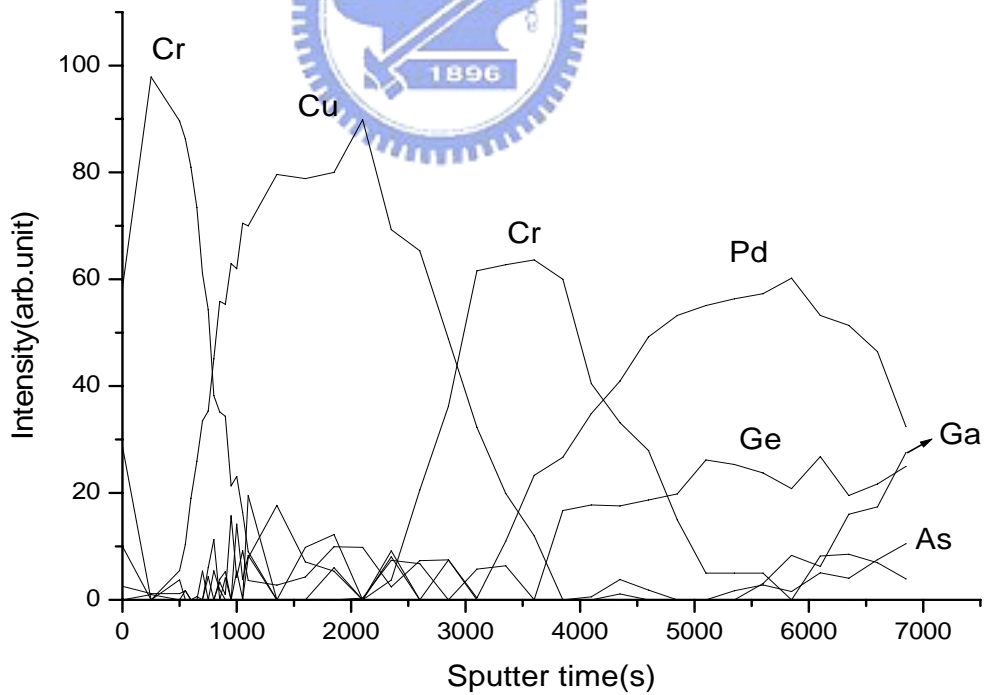 1896
100
80
60
40
20
0
Intensity(arb.unit)
Cr
Cu
Cr
Pd
Ge
Ga
As
0 1000 2000 3000 4000 5000 6000 7000
Sputter time(s)